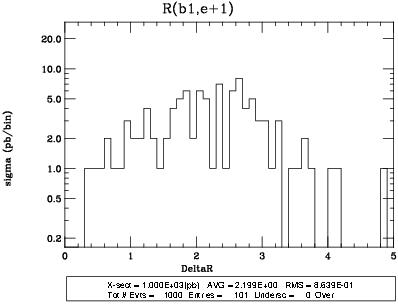 R(b1,e+1)
sigma (pb/bin)
20.0
10.0
5.0
2.0
1.0
0.5
0.2
0 1 2 3 4 5
DeltaR
X-sect = 1.000E+03(pb) AVG = 2.199E+00 RMS = 8.639E-01
Tot # Evts = 1000 Entries = 101 Undersc = 0 Over